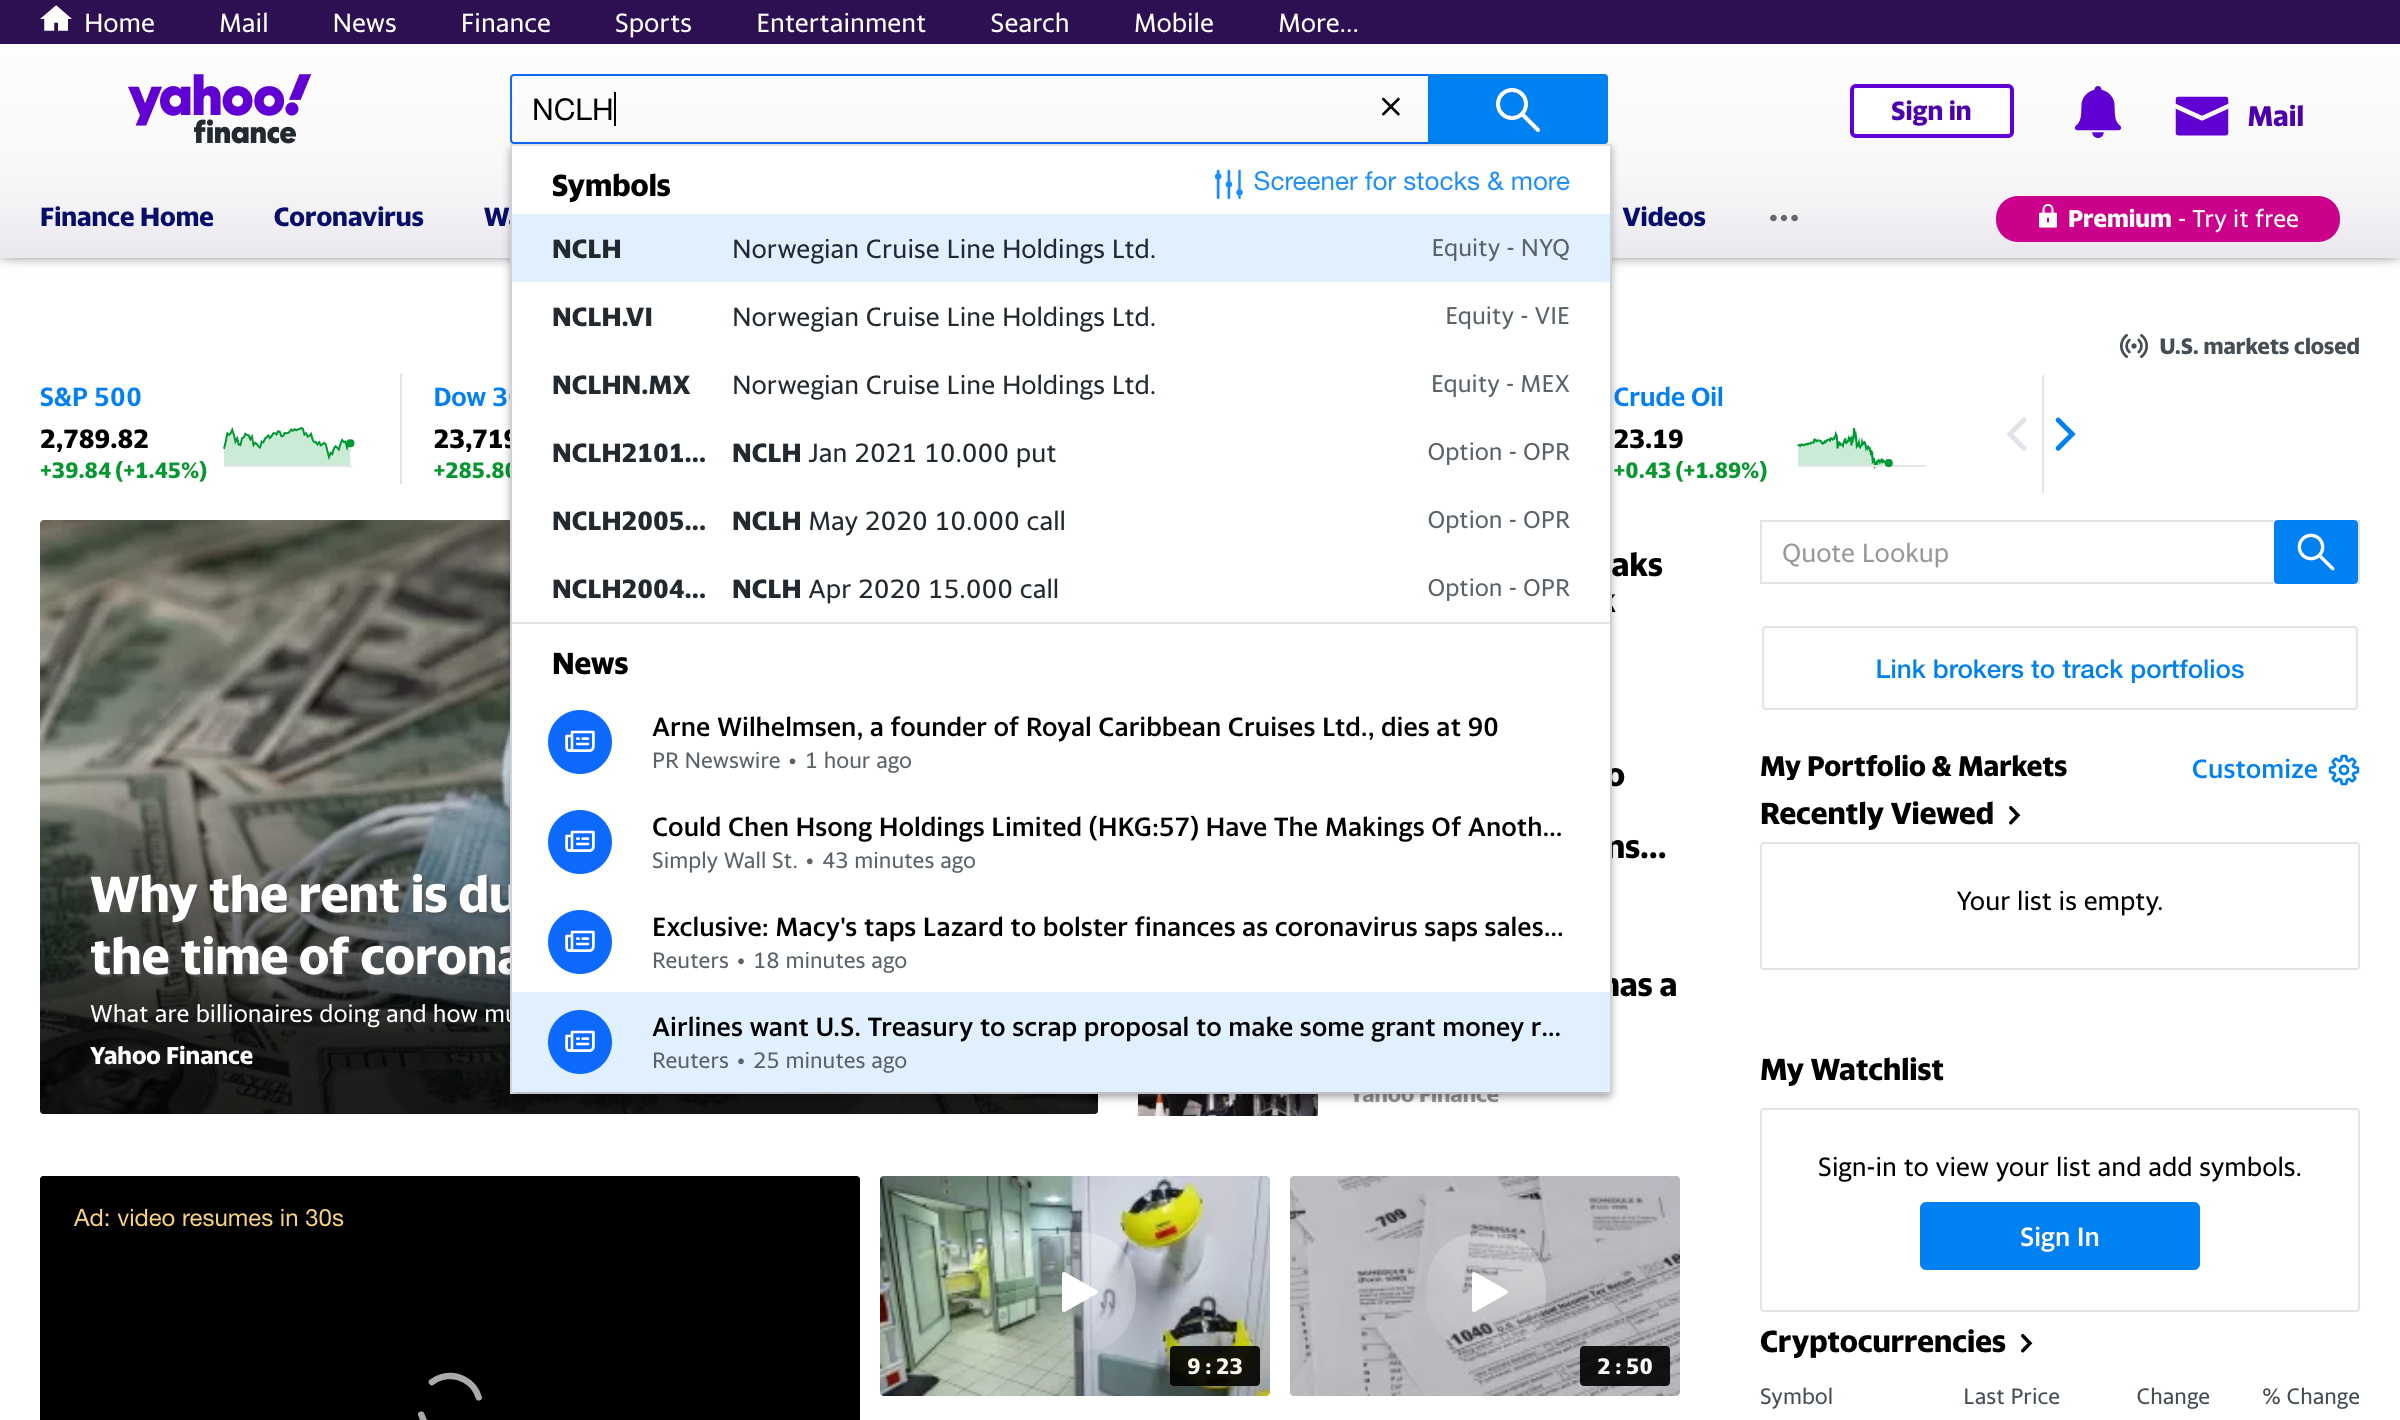 Home Mail News Finance Sports Entertainment Search Mobile More...
yahoo!
finance
NCLH
Sign in
Mail
Finance Home Coronavirus W
Videos
Premium - Try it free
Symbols
Screener for stocks & more
NCLH Norwegian Cruise Line Holdings Ltd. Equity - NYQ
NCLH.VI Norwegian Cruise Line Holdings Ltd. Equity - VIE
NCLHN.MX Norwegian Cruise Line Holdings Ltd. Equity - MEX
NCLH2101... NCLH Jan 2021 10.000 put Option - OPR
NCLH2005... NCLH May 2020 10.000 call Option - OPR
NCLH2004... NCLH Apr 2020 15.000 call Option - OPR
News
Arne Wilhelmsen, a founder of Royal Caribbean Cruises Ltd., dies at 90
PR Newswire • 1 hour ago
Could Chen Hsong Holdings Limited (HKG:57) Have The Makings Of Anoth...
Simply Wall St. • 43 minutes ago
Exclusive: Macy's taps Lazard to bolster finances as coronavirus saps sales...
Reuters • 18 minutes ago
Airlines want U.S. Treasury to scrap proposal to make some grant money r...
Reuters • 25 minutes ago
U.S. markets closed
S&P 500
2,789.82
+39.84 (+1.45%)
Dow 3
23,719
+285.80
Crude Oil
23.19
+0.43 (+1.89%)
Why the rent is du
the time of corona
What are billionaires doing and how mu
Yahoo Finance
aks
o
ns...
has a
Yahoo Finance
Quote Lookup
Link brokers to track portfolios
My Portfolio & Markets
Customize
Recently Viewed
Your list is empty.
My Watchlist
Sign-in to view your list and add symbols.
Sign In
Cryptocurrencies
Symbol Last Price Change % Change
Ad: video resumes in 30s
9:23
709
1040
2:50